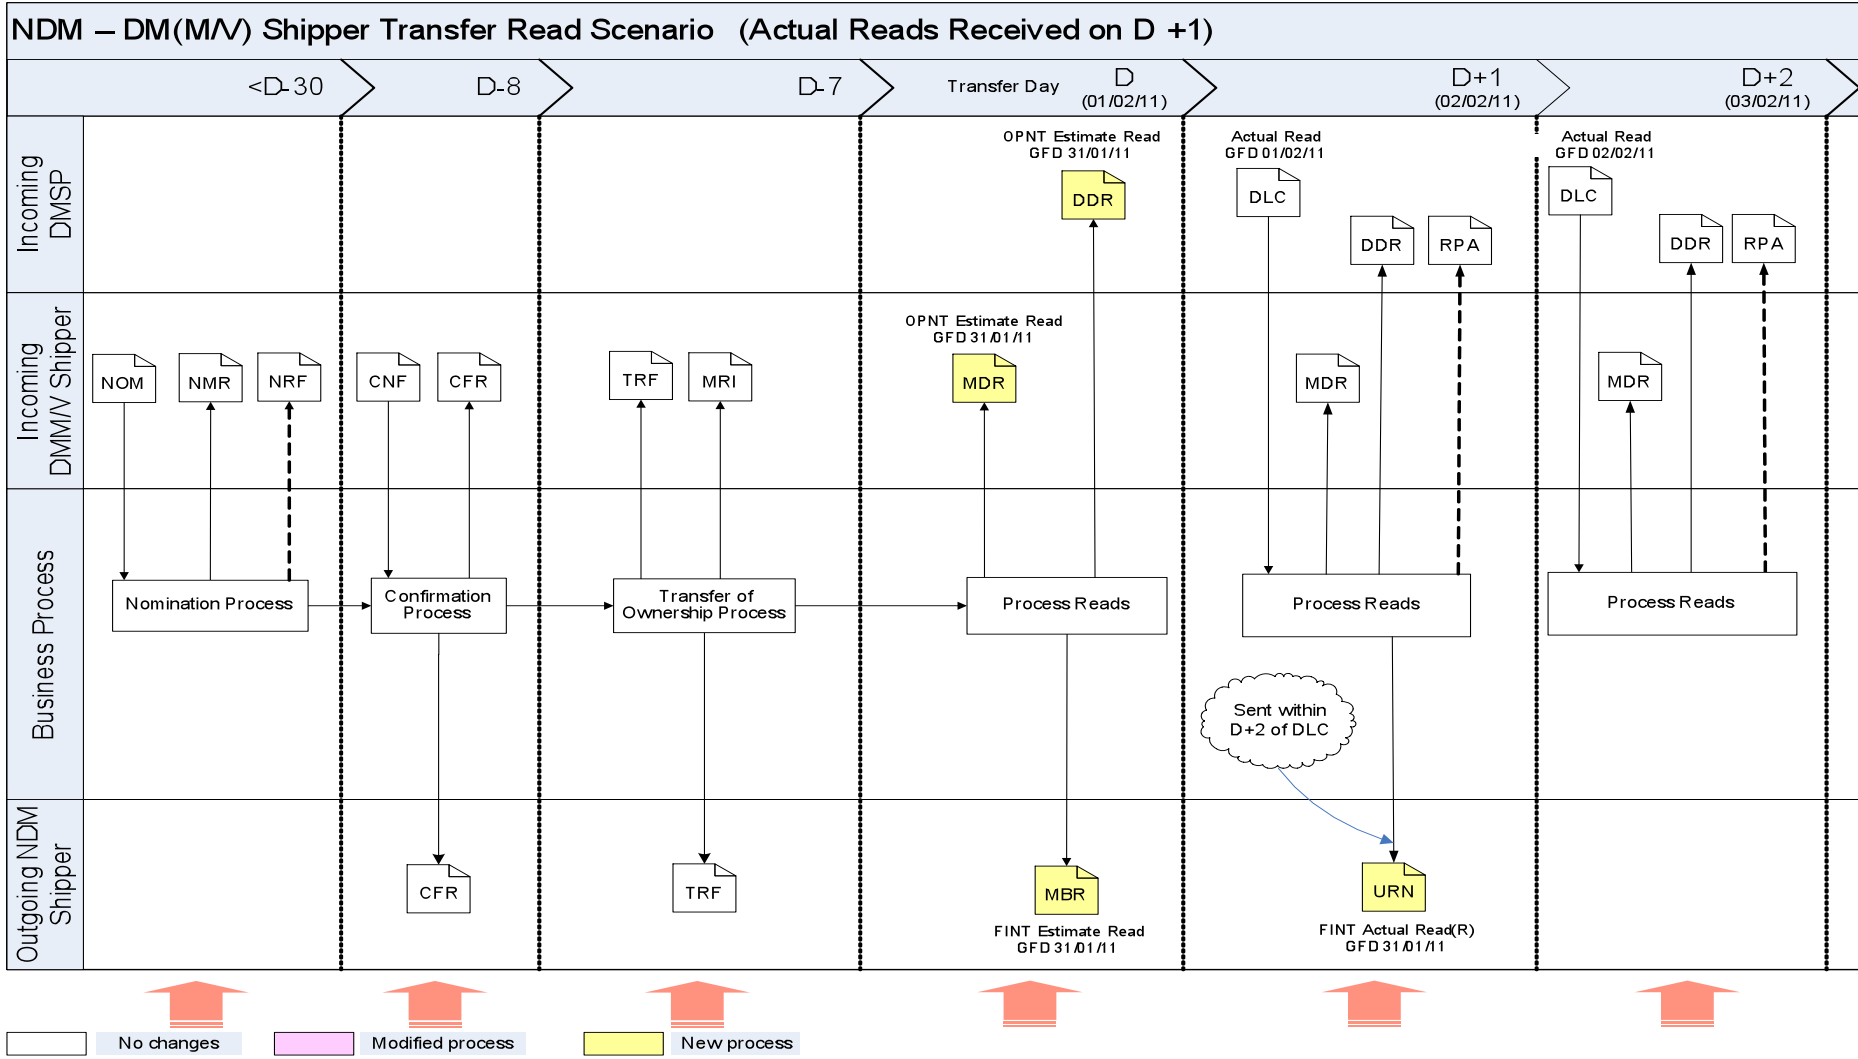 NDM – DM(M/V) Shipper Transfer Read Scenario (Actual Reads Received on D +1)
<D-30
D-8
D-7
Transfer Day
D
(01/02/11)
D+1
(02/02/11)
D+2
(03/02/11)
Incoming
DMSP
OPNT Estimate Read
GFD 31/01/11
DDR
Actual Read
GFD 01/02/11
DLC
DDR
RPA
Actual Read
GFD 02/02/11
DLC
DDR
RPA
Incoming
DMM/V Shipper
NOM
NMR
NRF
CNF
CFR
TRF
MRI
OPNT Estimate Read
GFD 31/01/11
MDR
MDR
MDR
Business Process
Nomination Process
Confirmation
Process
Transfer of
Ownership Process
Process Reads
Process Reads
Process Reads
Sent within
D+2 of DLC
Outgoing NDM
Shipper
CFR
TRF
MBR
FINT Estimate Read
GFD 31/01/11
URN
FINT Actual Read(R)
GFD 31/01/11
No changes
Modified process
New process